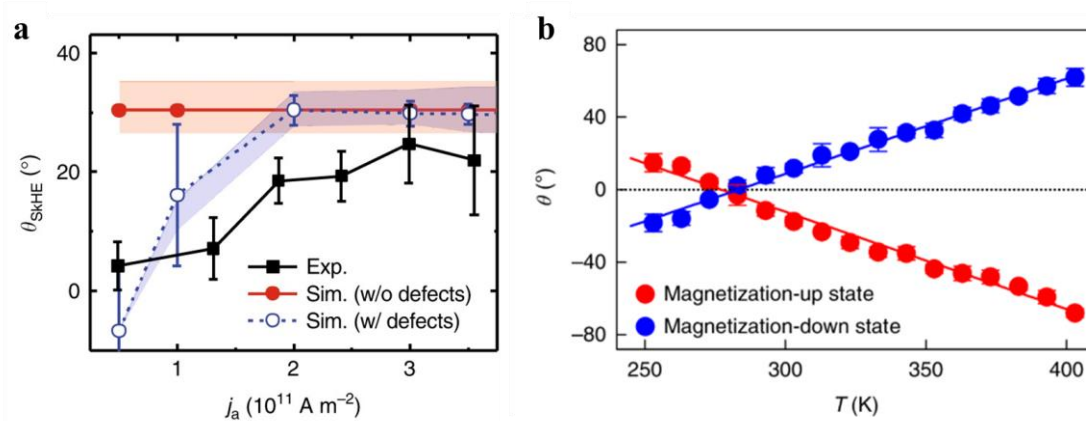 a
40
20
0
θSkHE (°)
Exp.
Sim. (w/o defects)
Sim. (w/ defects)
1
2
3
ja (10¹¹ A m⁻²)
b
80
40
0
−40
−80
θ (°)
Magnetization-up state
Magnetization-down state
250
300
350
400
T (K)